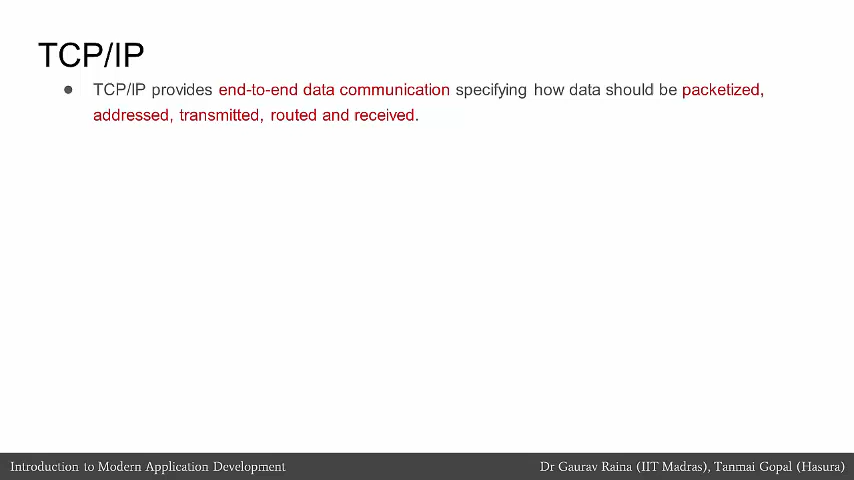 TCP/IP
● TCP/IP provides end-to-end data communication specifying how data should be packetized,
addressed, transmitted, routed and received.
Introduction to Modern Application Development
Dr Gaurav Raina (IIT Madras), Tanmai Gopal (Hasura)